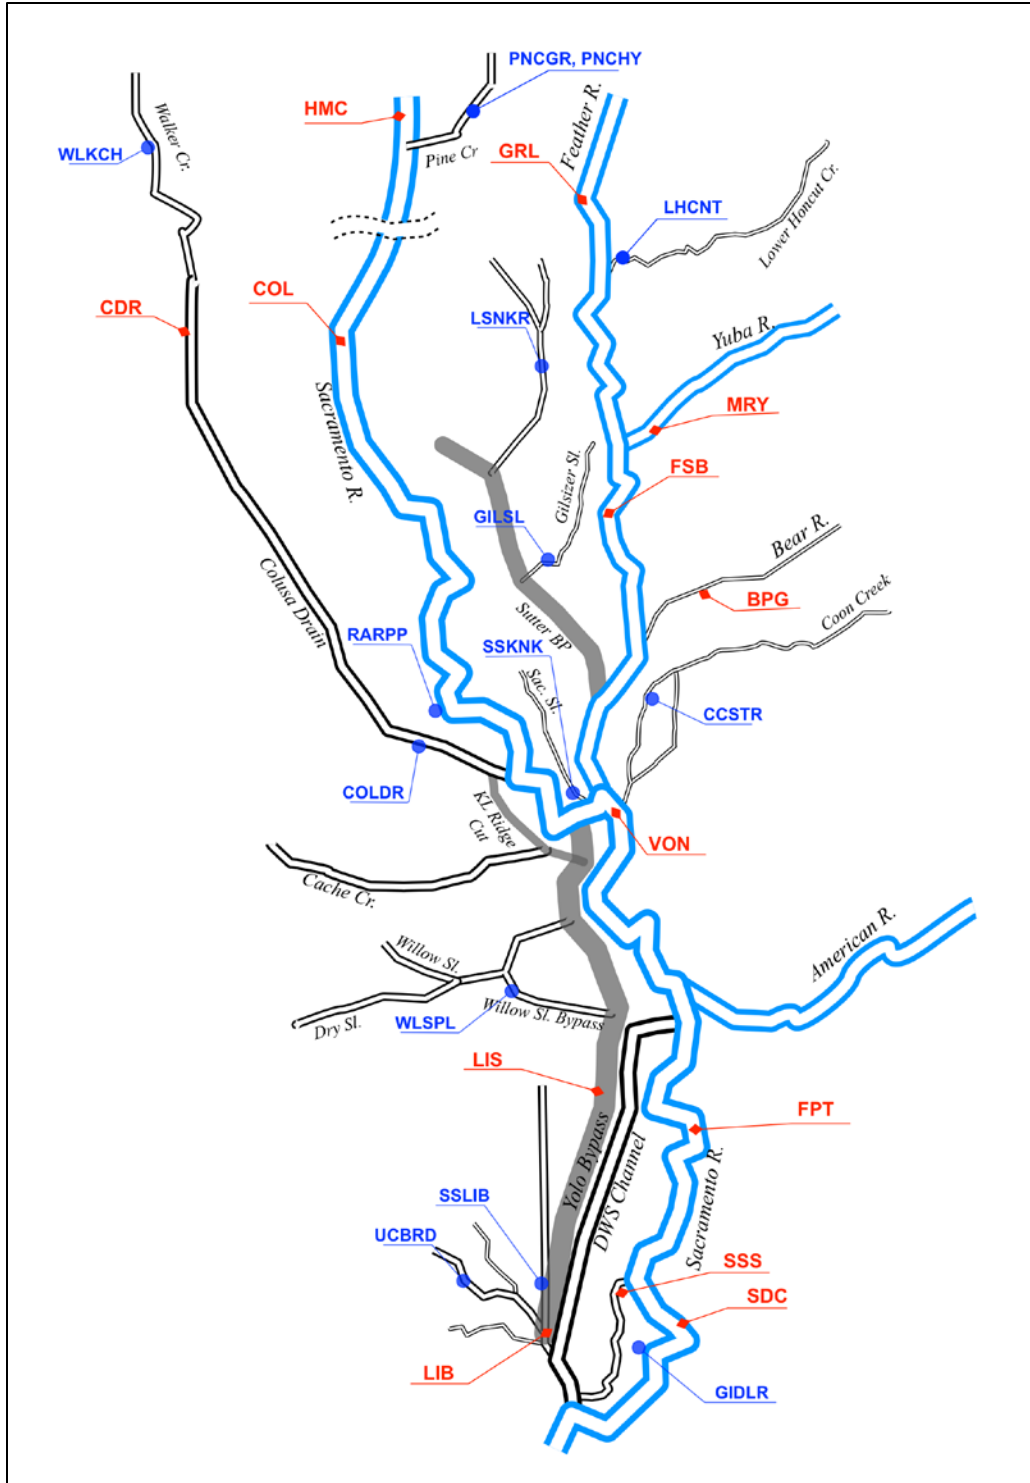 PNCGR, PNCHY
HMC
Walker Cr.
WLKCH
Pine Cr
Feather R.
GRL
LHCNT
Lower Honcut Cr.
CDR
COL
LSNKR
Yuba R.
Sacramento R.
MRY
FSB
Gilsizer Sl.
GILSL
Bear R.
BPG
Coon Creek
Colusa Drain
Sutter BP
RARPP
SSKNK
Sac. Sl.
CCSTR
COLDR
KL Ridge
Cut
VON
Cache Cr.
American R.
Willow Sl.
Dry Sl.
WLSPL
Willow Sl. Bypass
LIS
FPT
Yolo Bypass
DWS Channel
Sacramento R.
SSLIB
UCBRD
SSS
SDC
LIB
GIDLR